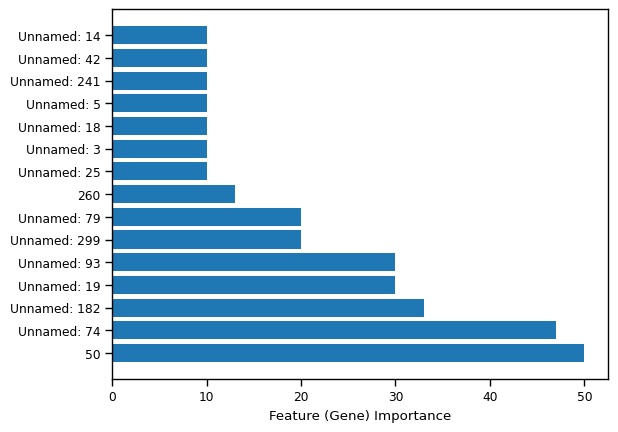 Unnamed: 14
Unnamed: 42
Unnamed: 241
Unnamed: 5
Unnamed: 18
Unnamed: 3
Unnamed: 25
260
Unnamed: 79
Unnamed: 299
Unnamed: 93
Unnamed: 19
Unnamed: 182
Unnamed: 74
50
0 10 20 30 40 50
Feature (Gene) Importance